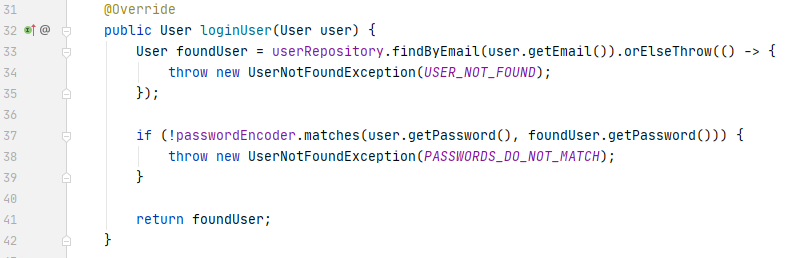 31 @Override
32 @ public User loginUser(User user) {
33 User foundUser = userRepository.findByEmail(user.getEmail()).orElseThrow(() -> {
34 throw new UserNotFoundException(USER_NOT_FOUND);
35 });
36
37 if (!passwordEncoder.matches(user.getPassword(), foundUser.getPassword())) {
38 throw new UserNotFoundException(PASSWORDS_DO_NOT_MATCH);
39 }
40
41 return foundUser;
42 }